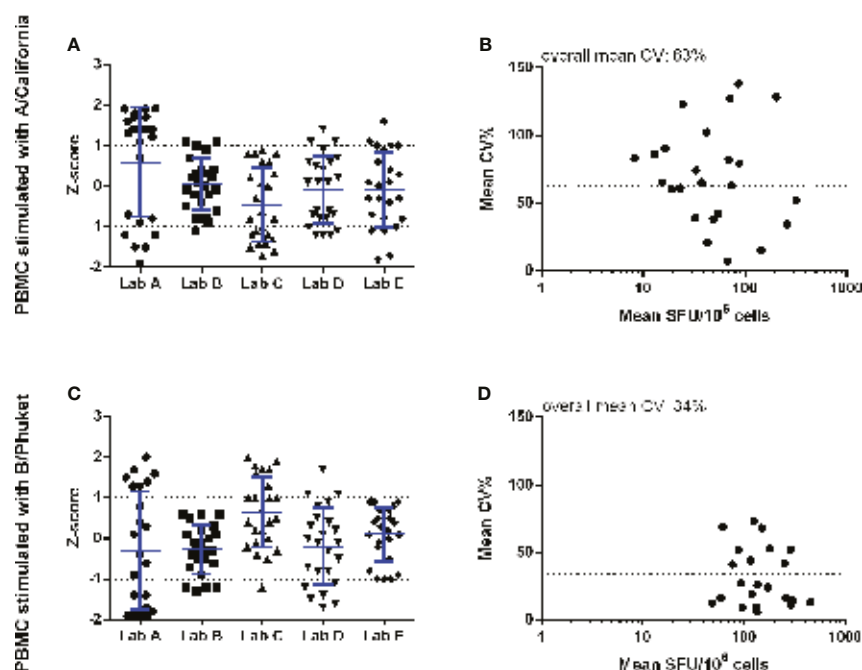 A
PBMC stimulated with A/California
Z-score
3
2
1
0
-1
-2
Lab A
Lab B
Lab C
Lab D
Lab E
B
overall mean CV: 63%
Mean CV%
150
100
50
0
1
10
100
1000
Mean SFU/10⁶ cells
C
PBMC stimulated with B/Phuket
Z-score
3
2
1
0
-1
-2
Lab A
Lab B
Lab C
Lab D
Lab E
D
overall mean CV: 34%
Mean CV%
150
100
50
0
1
10
100
1000
Mean SFU/10⁶ cells